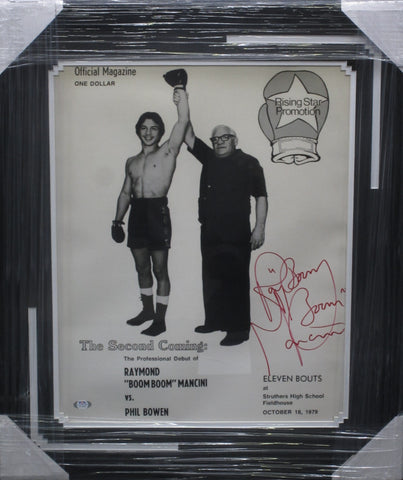 Official Magazine
ONE DOLLAR
Rising Star
Promotion
The Second Coming:
The Professional Debut of
RAYMOND
"BOOM BOOM" MANCINI
VS.
PHIL BOWEN
ELEVEN BOUTS
at
Struthers High School
Fieldhouse
OCTOBER 18, 1979
"Boom
Boom"
Mancini